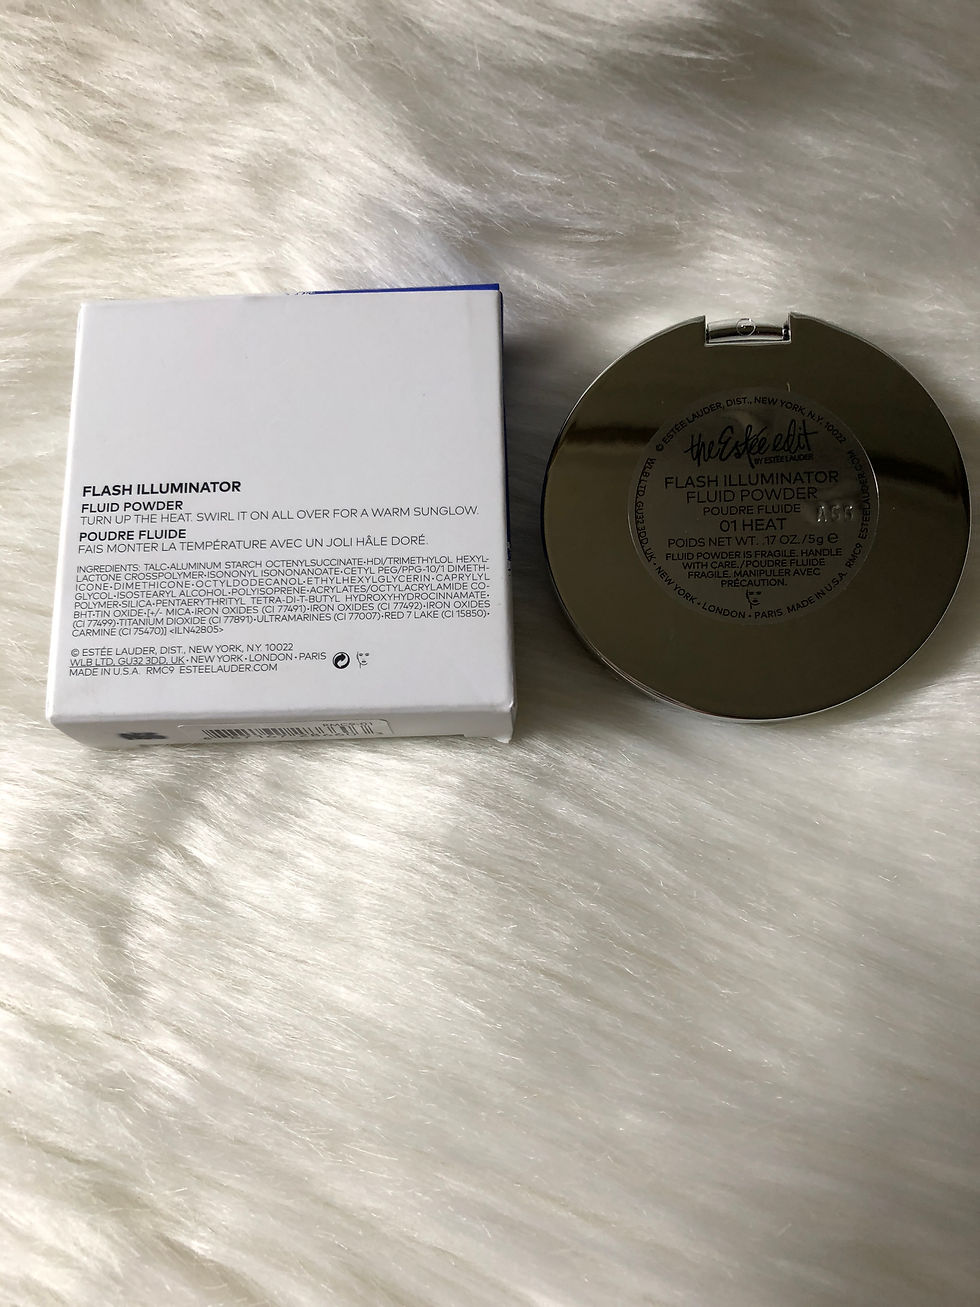 FLASH ILLUMINATOR
FLUID POWDER
TURN UP THE HEAT. SWIRL IT ON ALL OVER FOR A WARM SUNGLOW.
POUDRE FLUIDE
FAIS MONTER LA TEMPÉRATURE AVEC UN JOLI HÂLE DORÉ.
INGREDIENTS: TALC•ALUMINUM STARCH OCTENYLSUCCINATE•HDI/TRIMETHYLOL HEXYL-
LACTONE CROSSPOLYMER•ISONONYL ISONONANOATE•CETYL PEG/PPG-10/1 DIMETH-
ICONE•DIMETHICONE•OCTYLDODECANOL•ETHYLHEXYLGLYCERIN•CAPRYLYL
GLYCOL•ISOSTEARYL ALCOHOL•POLYISOPRENE•ACRYLATES/OCTYLACRYLAMIDE CO-
POLYMER•SILICA•PENTAERYTHRITYL TETRA-DI-T-BUTYL HYDROXYHYDROCINNAMATE•
BHT•TIN OXIDE•[+/- MICA•IRON OXIDES (CI 77491)•IRON OXIDES (CI 77492)•IRON OXIDES
(CI 77499)•TITANIUM DIOXIDE (CI 77891)•ULTRAMARINES (CI 77007)•RED 7 LAKE (CI 15850)•
CARMINE (CI 75470)] <ILN42805>
© ESTÉE LAUDER, DIST., NEW YORK, N.Y. 10022
WLB LTD, GU32 3DD, UK • NEW YORK • LONDON • PARIS
MADE IN U.S.A. RMC9 ESTEELAUDER.COM
© ESTÉE LAUDER, DIST., NEW YORK, N.Y. 10022
the Estée edit
BY ESTÉE LAUDER
FLASH ILLUMINATOR
FLUID POWDER
POUDRE FLUIDE
01 HEAT
POIDS NET WT. .17 OZ./5g e
FLUID POWDER IS FRAGILE. HANDLE
WITH CARE./POUDRE FLUIDE
FRAGILE. MANIPULER AVEC
PRÉCAUTION.
WLB LTD, GU32 3DD, UK • NEW YORK • LONDON • PARIS MADE IN U.S.A. RMC9 ESTEELAUDER.COM